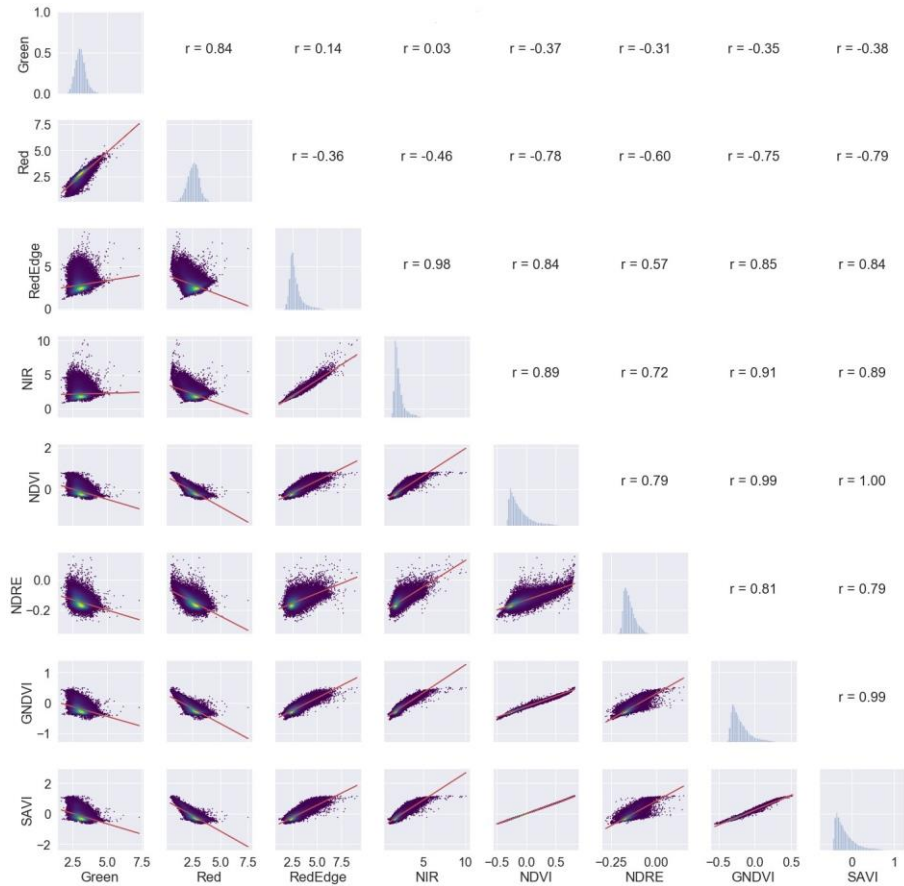 1.0
0.5
0.0
Green
r = 0.84
r = 0.14
r = 0.03
r = -0.37
r = -0.31
r = -0.35
r = -0.38
7.5
5.0
2.5
Red
r = -0.36
r = -0.46
r = -0.78
r = -0.60
r = -0.75
r = -0.79
5
0
RedEdge
r = 0.98
r = 0.84
r = 0.57
r = 0.85
r = 0.84
10
5
0
NIR
r = 0.89
r = 0.72
r = 0.91
r = 0.89
2
0
NDVI
r = 0.79
r = 0.99
r = 1.00
0.0
−0.2
NDRE
r = 0.81
r = 0.79
1
0
−1
GNDVI
r = 0.99
2
0
−2
SAVI
2.5 5.0 7.5
Green
2.5 5.0 7.5
Red
2.5 5.0 7.5
RedEdge
5 10
NIR
−0.5 0.0 0.5
NDVI
−0.25 0.00
NDRE
−0.5 0.0 0.5
GNDVI
0 1
SAVI